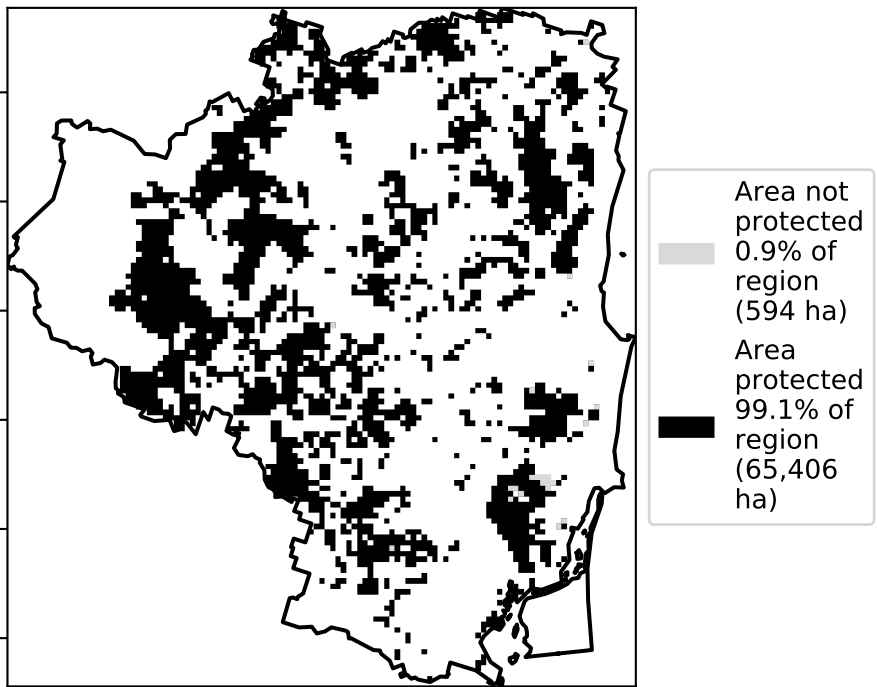 Area not
protected
0.9% of
region
(594 ha)
Area
protected
99.1% of
region
(65,406
ha)